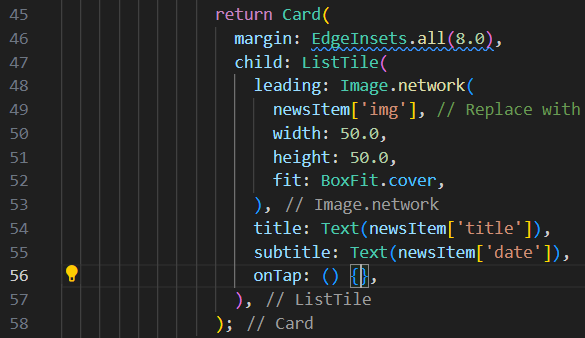 45 return Card(
46 margin: EdgeInsets.all(8.0),
47 child: ListTile(
48 leading: Image.network(
49 newsItem['img'], // Replace with
50 width: 50.0,
51 height: 50.0,
52 fit: BoxFit.cover,
53 ), // Image.network
54 title: Text(newsItem['title']),
55 subtitle: Text(newsItem['date']),
56 onTap: () {},
57 ), // ListTile
58 ); // Card